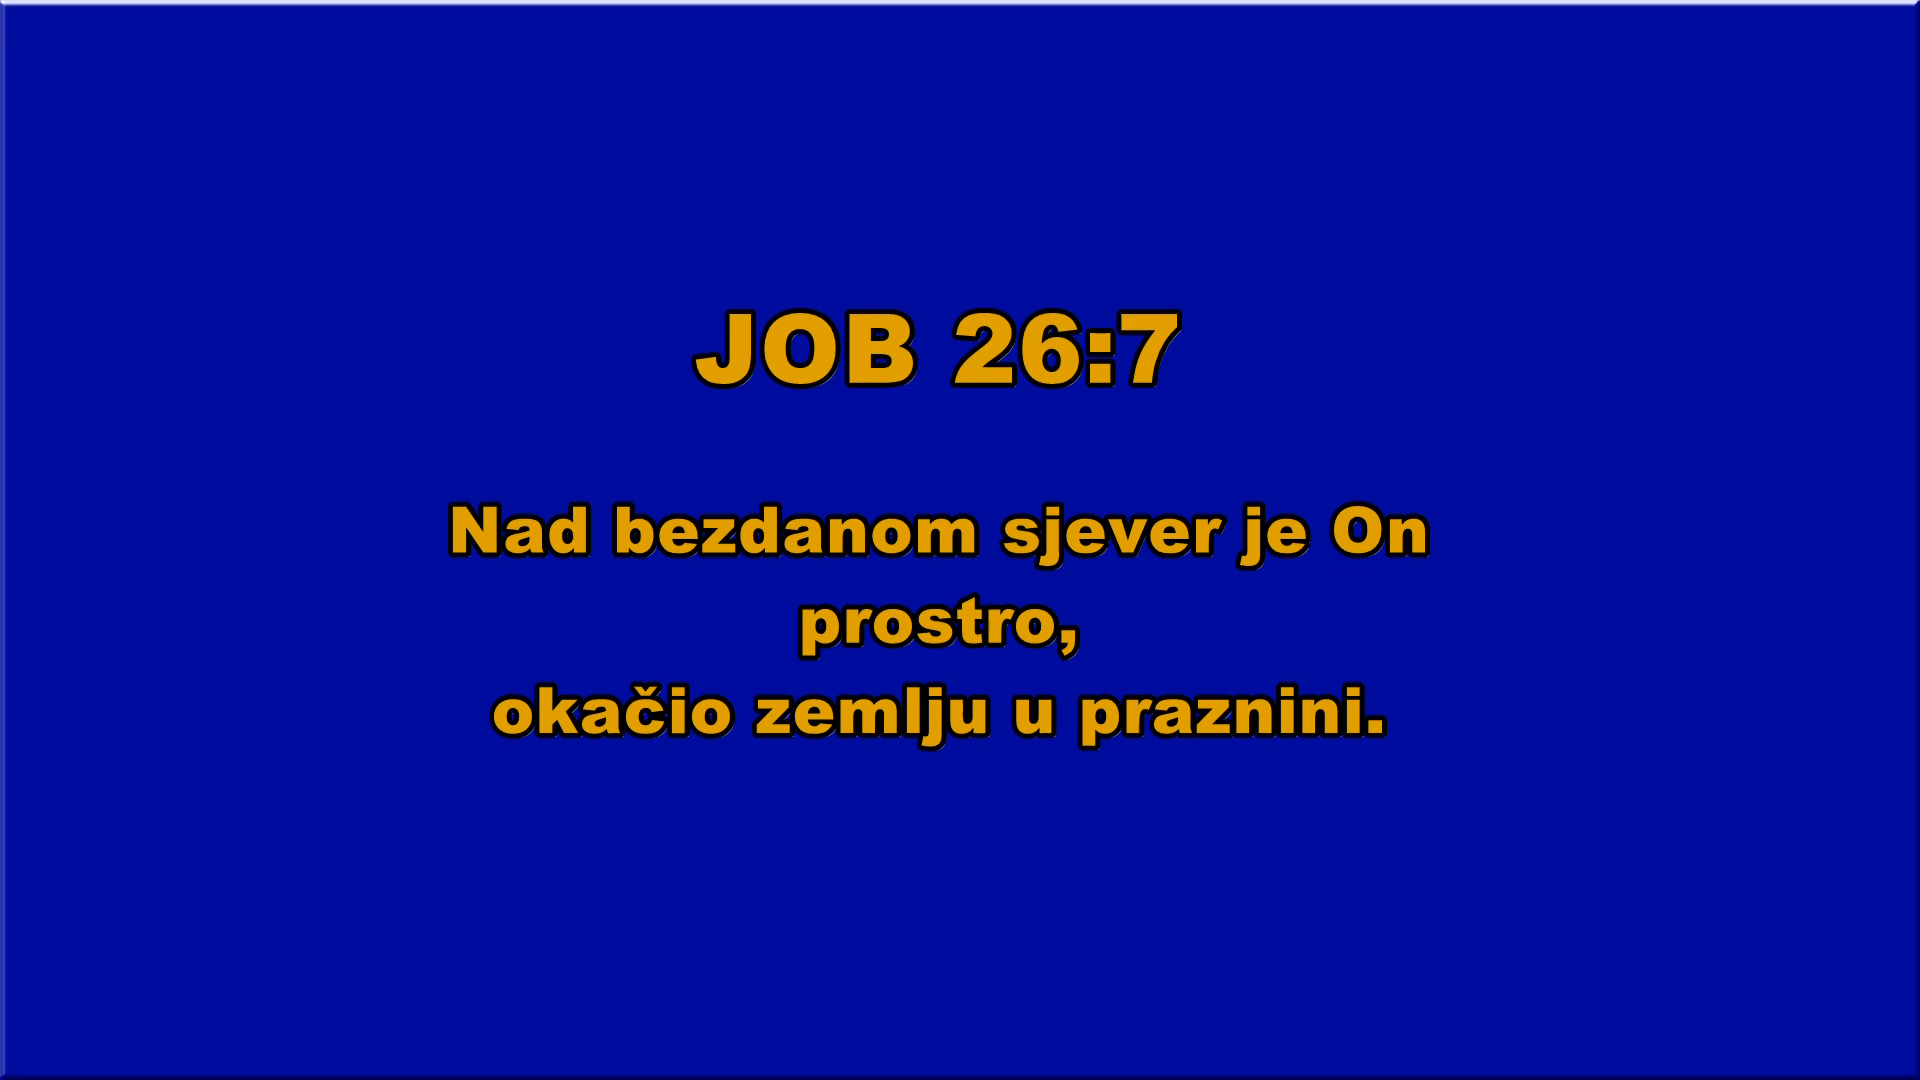 JOB 26:7
Nad bezdanom sjever je On
prostro,
okačio zemlju u praznini.